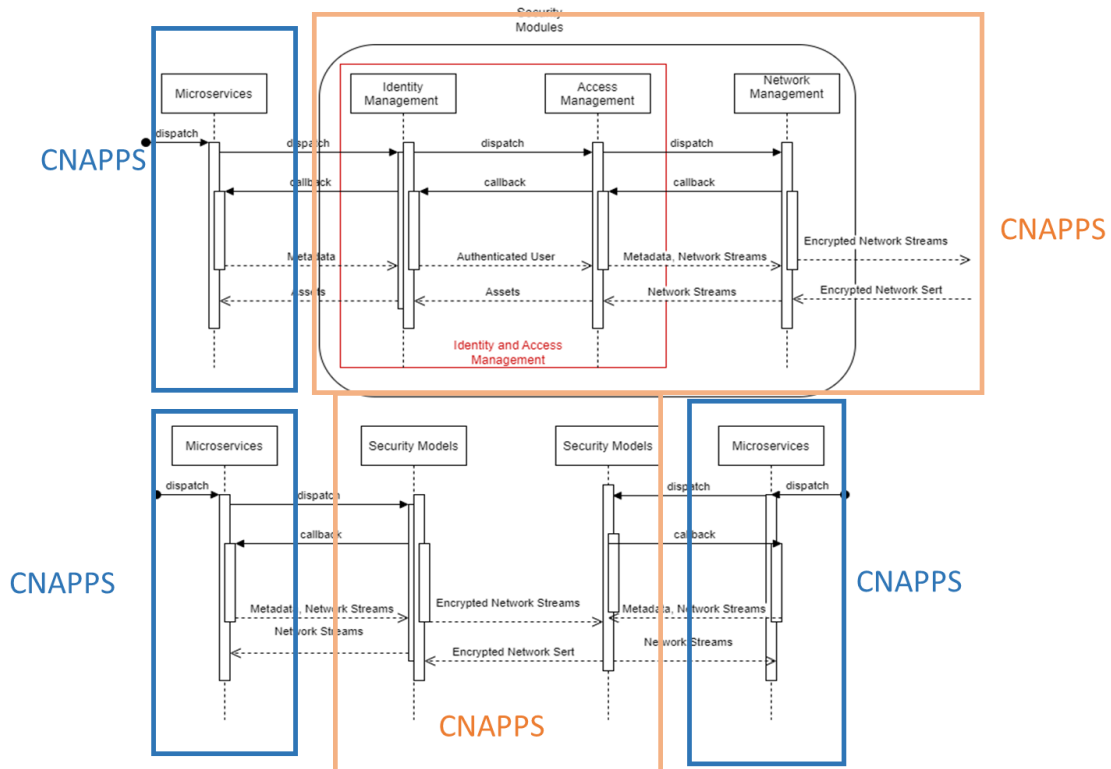 Security
Modules
Microservices
Identity
Management
Access
Management
Network
Management
dispatch
dispatch
dispatch
dispatch
CNAPPS
callback
callback
callback
CNAPPS
Encrypted Network Streams
Metadata
Authenticated User
Metadata, Network Streams
Assets
Assets
Network Streams
Encrypted Network Sert
Identity and Access
Management
Microservices
Security Models
Security Models
Microservices
dispatch
dispatch
dispatch
dispatch
callback
callback
CNAPPS
CNAPPS
Metadata, Network Streams
Encrypted Network Streams
Metadata, Network Streams
Network Streams
Encrypted Network Sert
Network Streams
CNAPPS